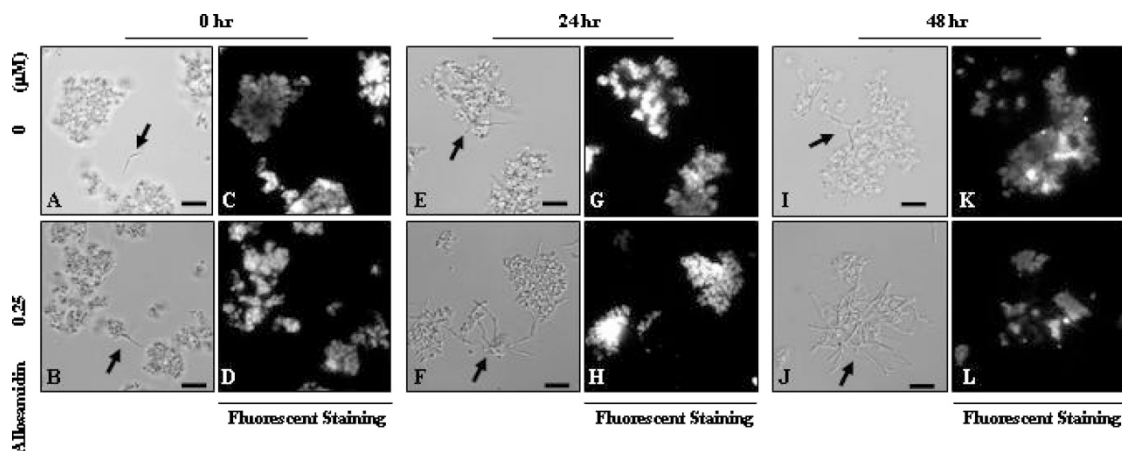 0 hr 24 hr 48 hr
Allosamidin 0.25 0 (µM)
A C E G I K
B D F H J L
Fluorescent Staining Fluorescent Staining Fluorescent Staining